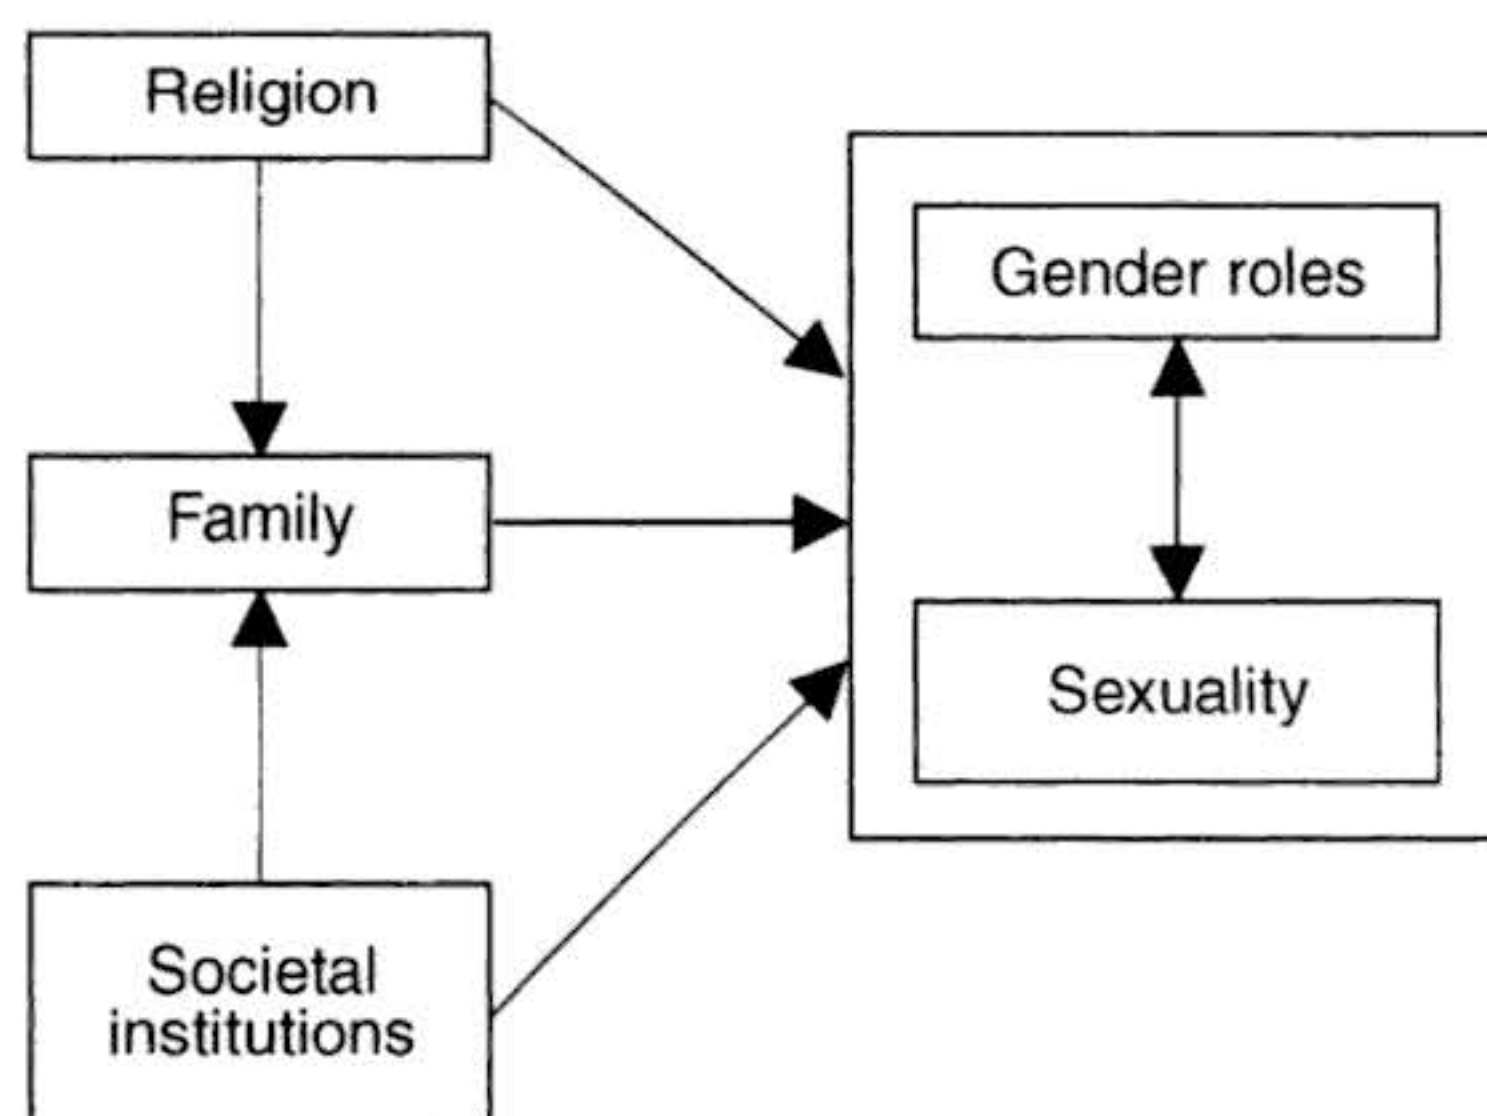 Religion
Gender roles
Family
Sexuality
Societal
institutions